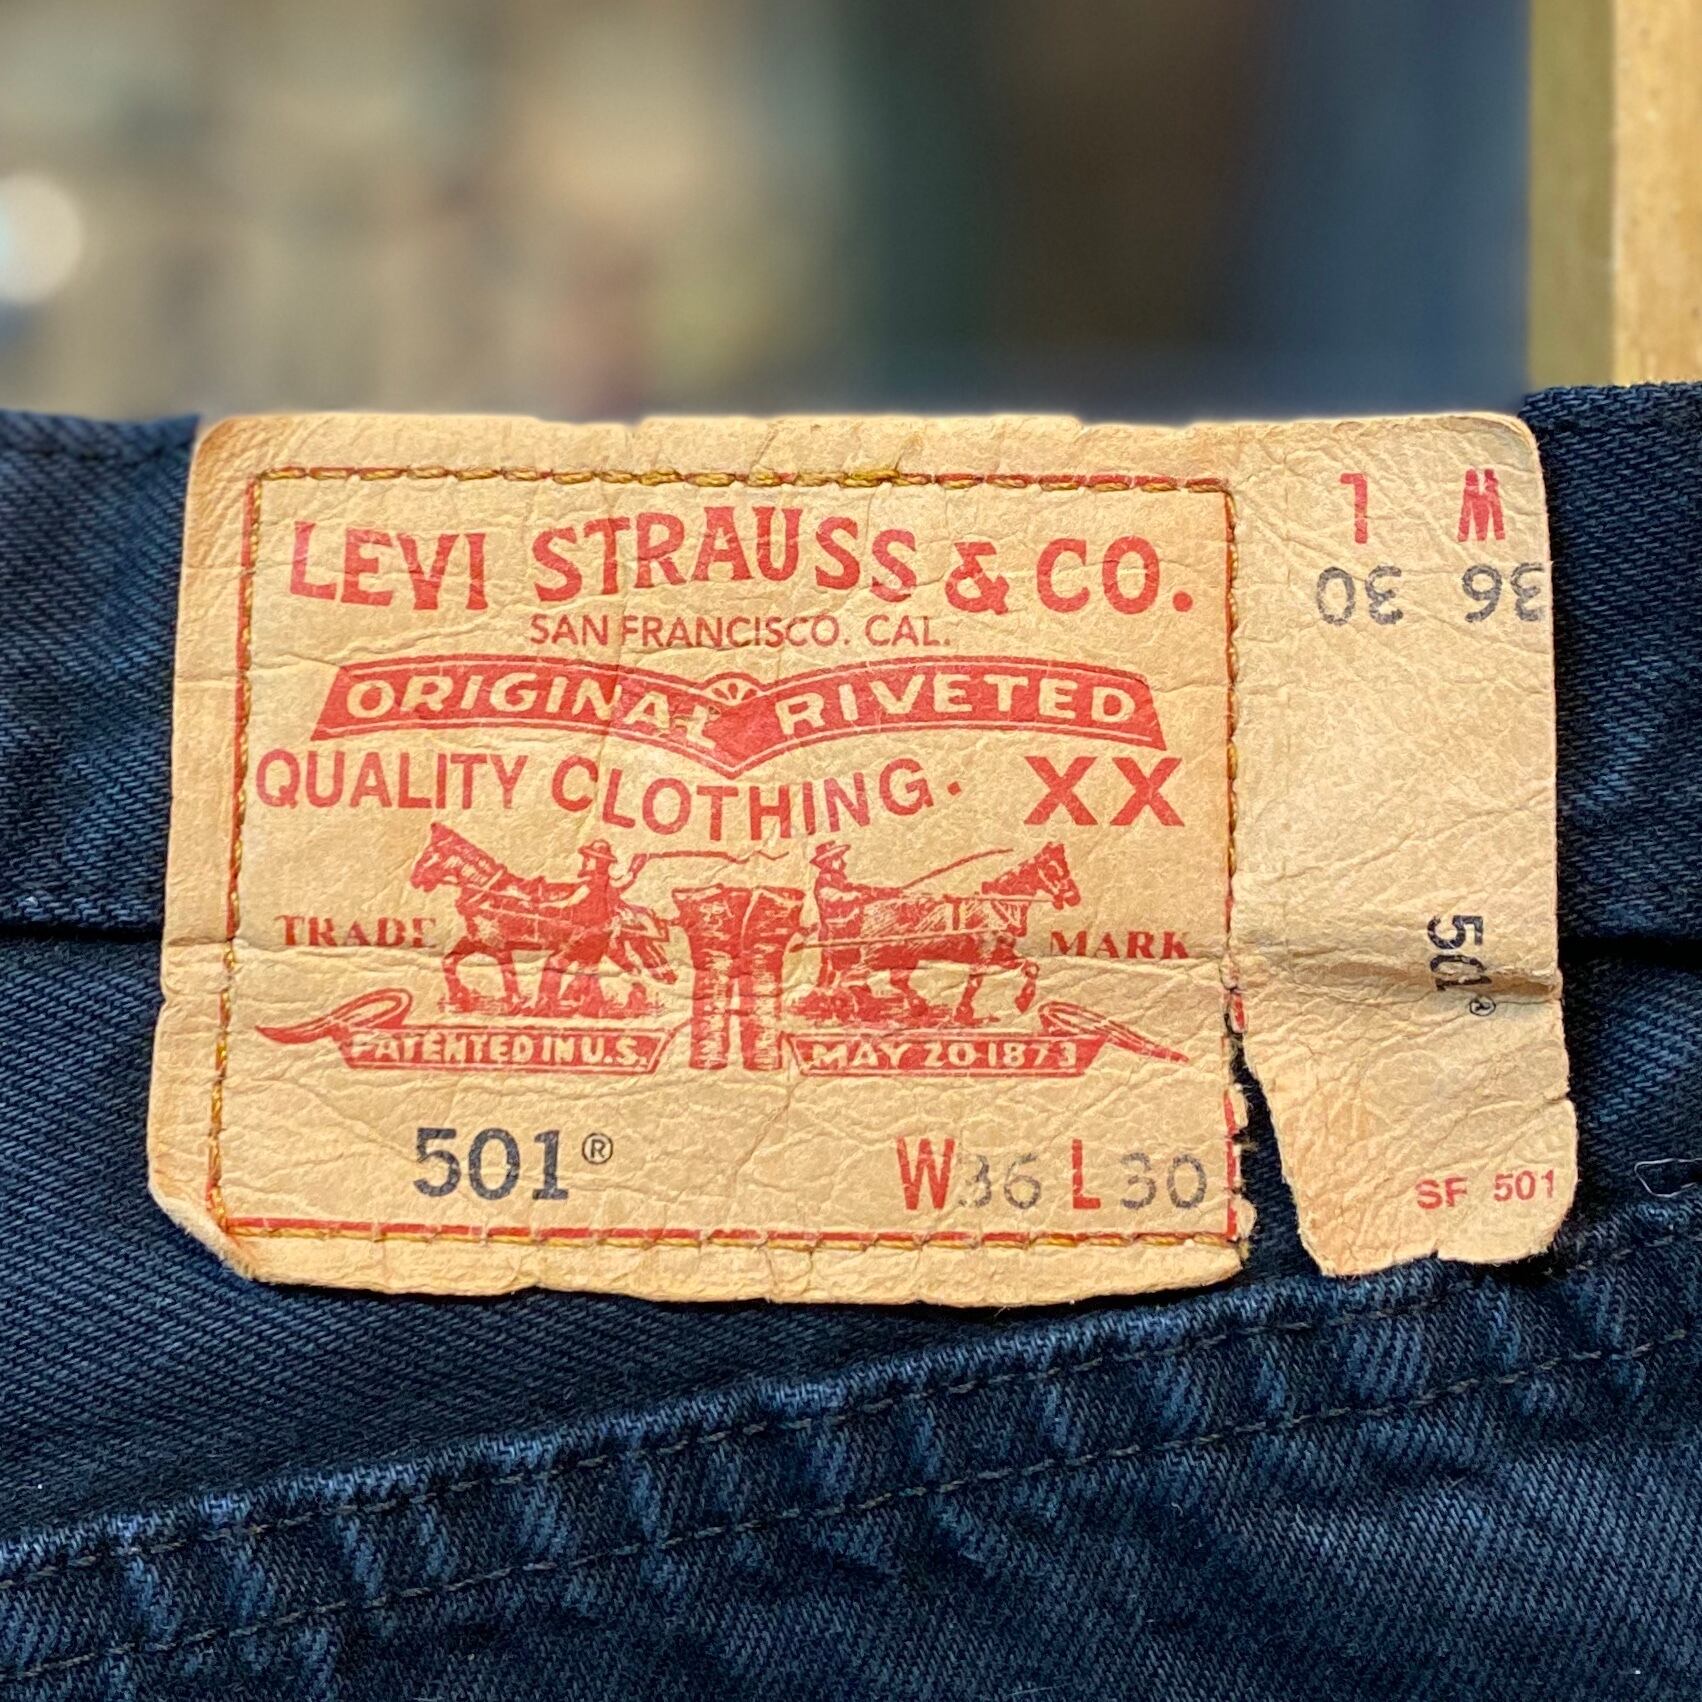 LEVI STRAUSS & CO.
SAN FRANCISCO. CAL.
ORIGINAL RIVETED
QUALITY CLOTHING. XX
TRADE MARK
PATENTED IN U.S. MAY 20 1873
501® W36 L30
W L
36 30
501®
SF 501